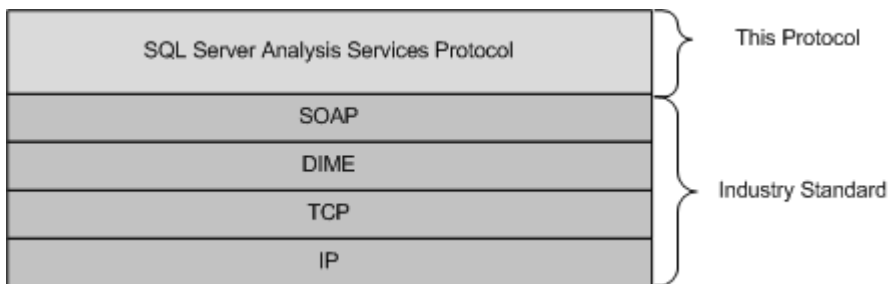 SQL Server Analysis Services Protocol
This Protocol
SOAP
DIME
TCP
IP
Industry Standard